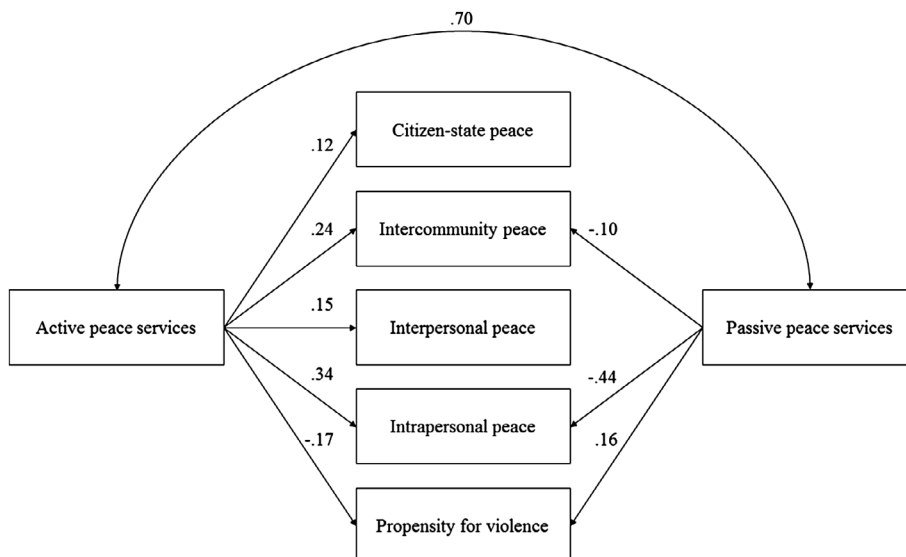 .70
Citizen-state peace
.12
Intercommunity peace
.24
-.10
Active peace services
.15
Interpersonal peace
Passive peace services
.34
Intrapersonal peace
-.44
-.17
.16
Propensity for violence